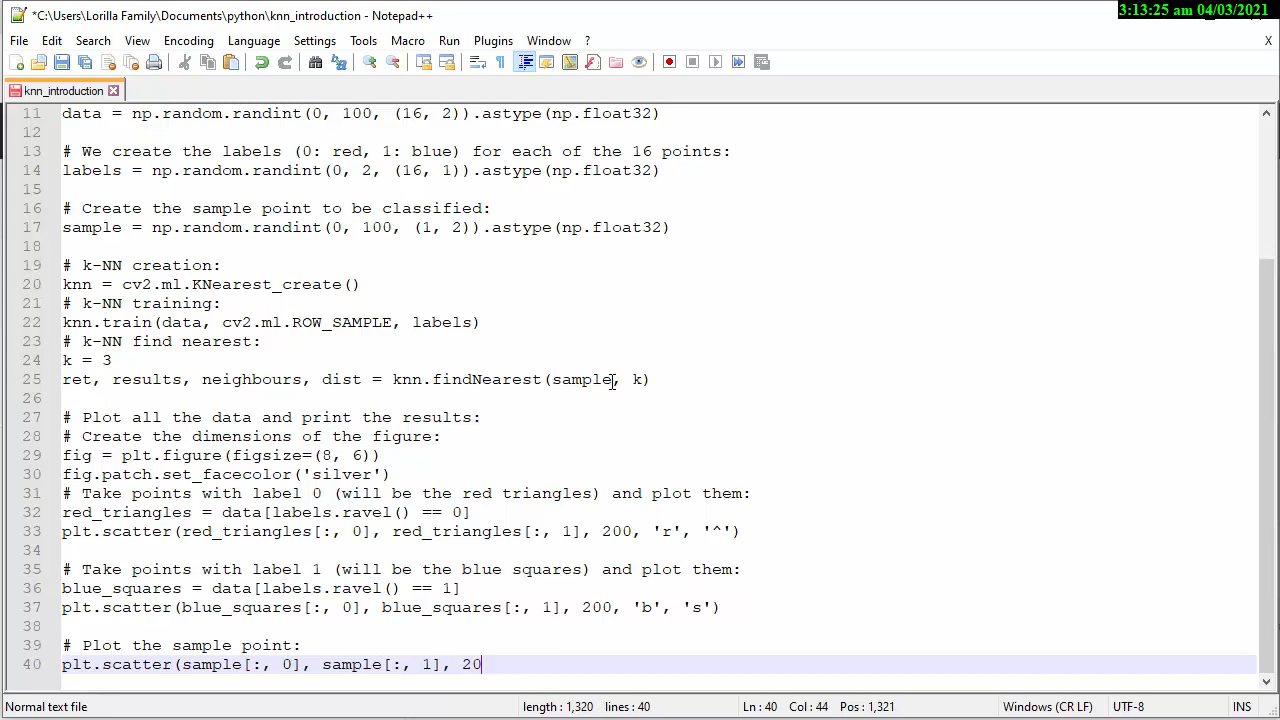 *C:\Users\Lorilla Family\Documents\python\knn_introduction - Notepad++
3:13:25 am 04/03/2021
File Edit Search View Encoding Language Settings Tools Macro Run Plugins Window ? X
knn_introduction
11 data = np.random.randint(0, 100, (16, 2)).astype(np.float32)
12
13 # We create the labels (0: red, 1: blue) for each of the 16 points:
14 labels = np.random.randint(0, 2, (16, 1)).astype(np.float32)
15
16 # Create the sample point to be classified:
17 sample = np.random.randint(0, 100, (1, 2)).astype(np.float32)
18
19 # k-NN creation:
20 knn = cv2.ml.KNearest_create()
21 # k-NN training:
22 knn.train(data, cv2.ml.ROW_SAMPLE, labels)
23 # k-NN find nearest:
24 k = 3
25 ret, results, neighbours, dist = knn.findNearest(sample, k)
26
27 # Plot all the data and print the results:
28 # Create the dimensions of the figure:
29 fig = plt.figure(figsize=(8, 6))
30 fig.patch.set_facecolor('silver')
31 # Take points with label 0 (will be the red triangles) and plot them:
32 red_triangles = data[labels.ravel() == 0]
33 plt.scatter(red_triangles[:, 0], red_triangles[:, 1], 200, 'r', '^')
34
35 # Take points with label 1 (will be the blue squares) and plot them:
36 blue_squares = data[labels.ravel() == 1]
37 plt.scatter(blue_squares[:, 0], blue_squares[:, 1], 200, 'b', 's')
38
39 # Plot the sample point:
40 plt.scatter(sample[:, 0], sample[:, 1], 20
Normal text file length : 1,320 lines : 40 Ln : 40 Col : 44 Pos : 1,321 Windows (CR LF) UTF-8 INS